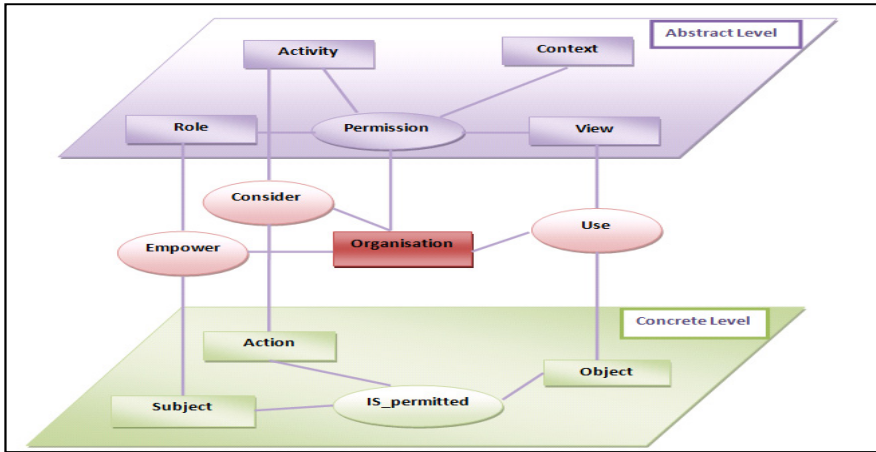 Abstract Level
Activity
Context
Role
Permission
View
Consider
Use
Empower
Organisation
Concrete Level
Action
Object
Subject
IS_permitted